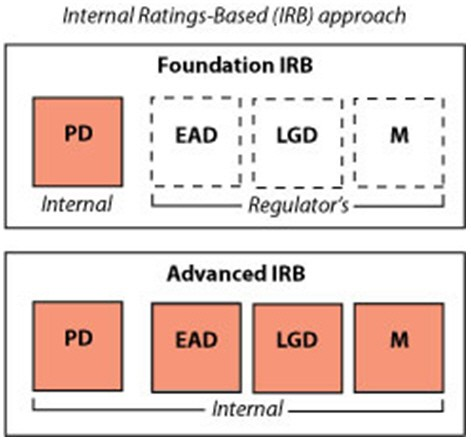 Internal Ratings-Based (IRB) approach
Foundation IRB
PD
EAD
LGD
M
Internal
Regulator's
Advanced IRB
PD
EAD
LGD
M
Internal